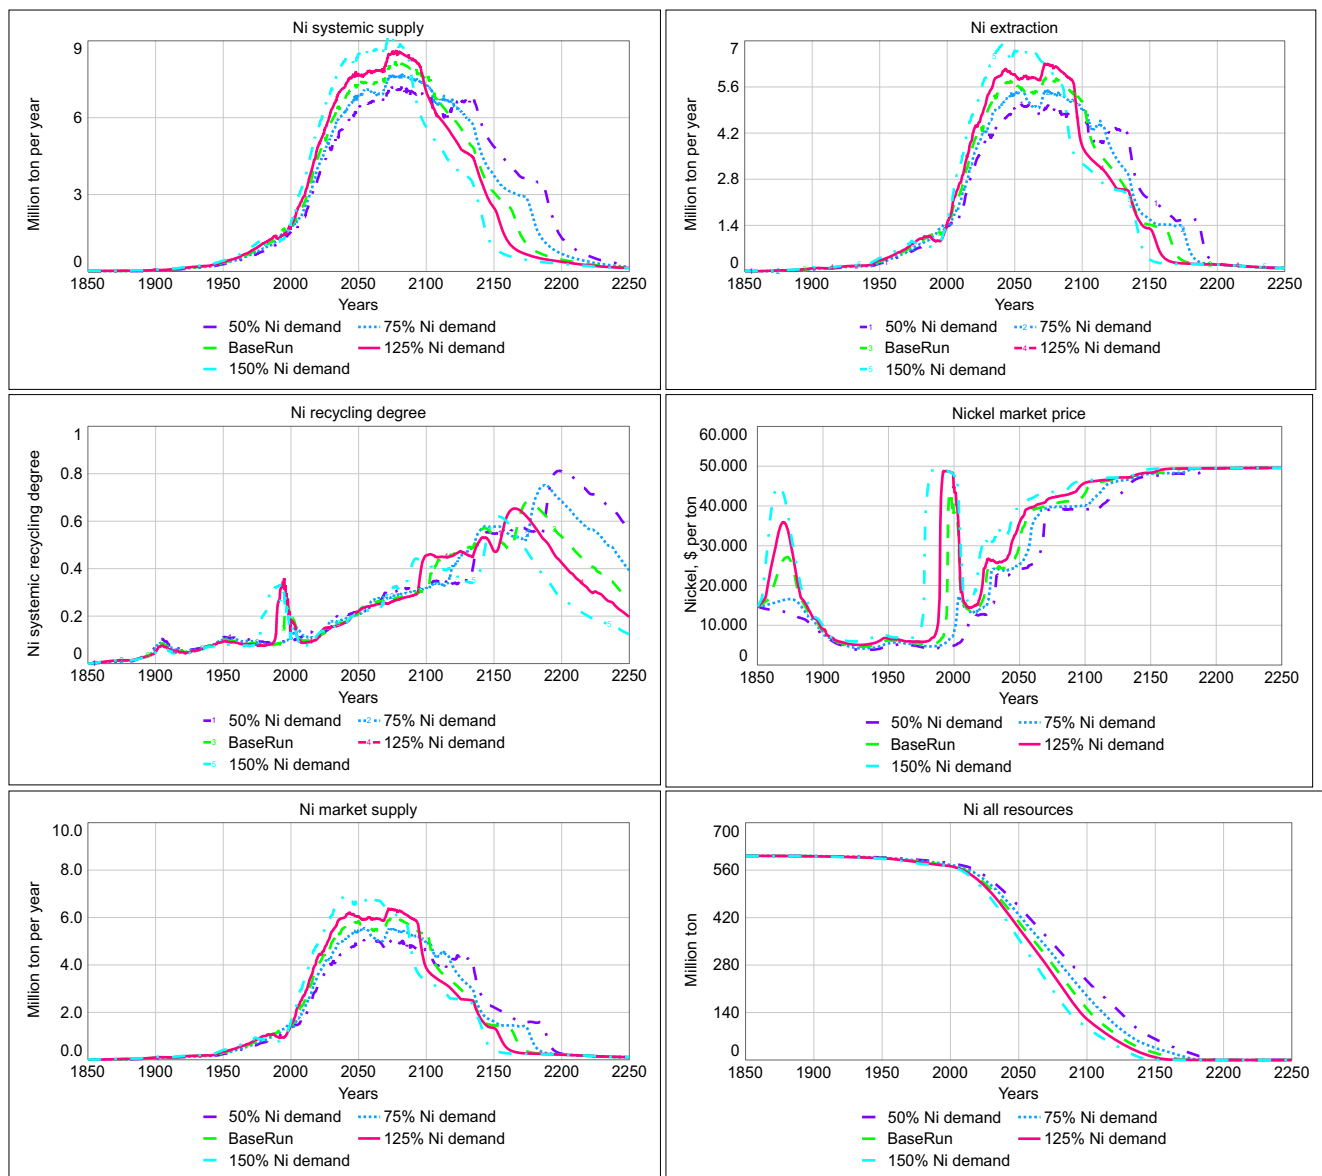 Ni systemic supply
Million ton per year
9
6
3
0
1850 1900 1950 2000 2050 2100 2150 2200 2250
Years
50% Ni demand 75% Ni demand
BaseRun 125% Ni demand
150% Ni demand
Ni extraction
Million ton per year
7
5.6
4.2
2.8
1.4
0
1850 1900 1950 2000 2050 2100 2150 2200 2250
Years
1 50% Ni demand 2 75% Ni demand
3 BaseRun 4 125% Ni demand
5 150% Ni demand
Ni recycling degree
Ni systemic recycling degree
1
0.8
0.6
0.4
0.2
0
1850 1900 1950 2000 2050 2100 2150 2200 2250
Years
1 50% Ni demand 2 75% Ni demand
3 BaseRun 4 125% Ni demand
5 150% Ni demand
Nickel market price
Nickel, $ per ton
60.000
50.000
40.000
30.000
20.000
10.000
0
1850 1900 1950 2000 2050 2100 2150 2200 2250
Years
50% Ni demand 75% Ni demand
BaseRun 125% Ni demand
150% Ni demand
Ni market supply
Million ton per year
10.0
8.0
6.0
4.0
2.0
0.0
1850 1900 1950 2000 2050 2100 2150 2200 2250
Years
50% Ni demand 75% Ni demand
BaseRun 125% Ni demand
150% Ni demand
Ni all resources
Million ton
700
560
420
280
140
0
1850 1900 1950 2000 2050 2100 2150 2200 2250
Years
50% Ni demand 75% Ni demand
BaseRun 125% Ni demand
150% Ni demand